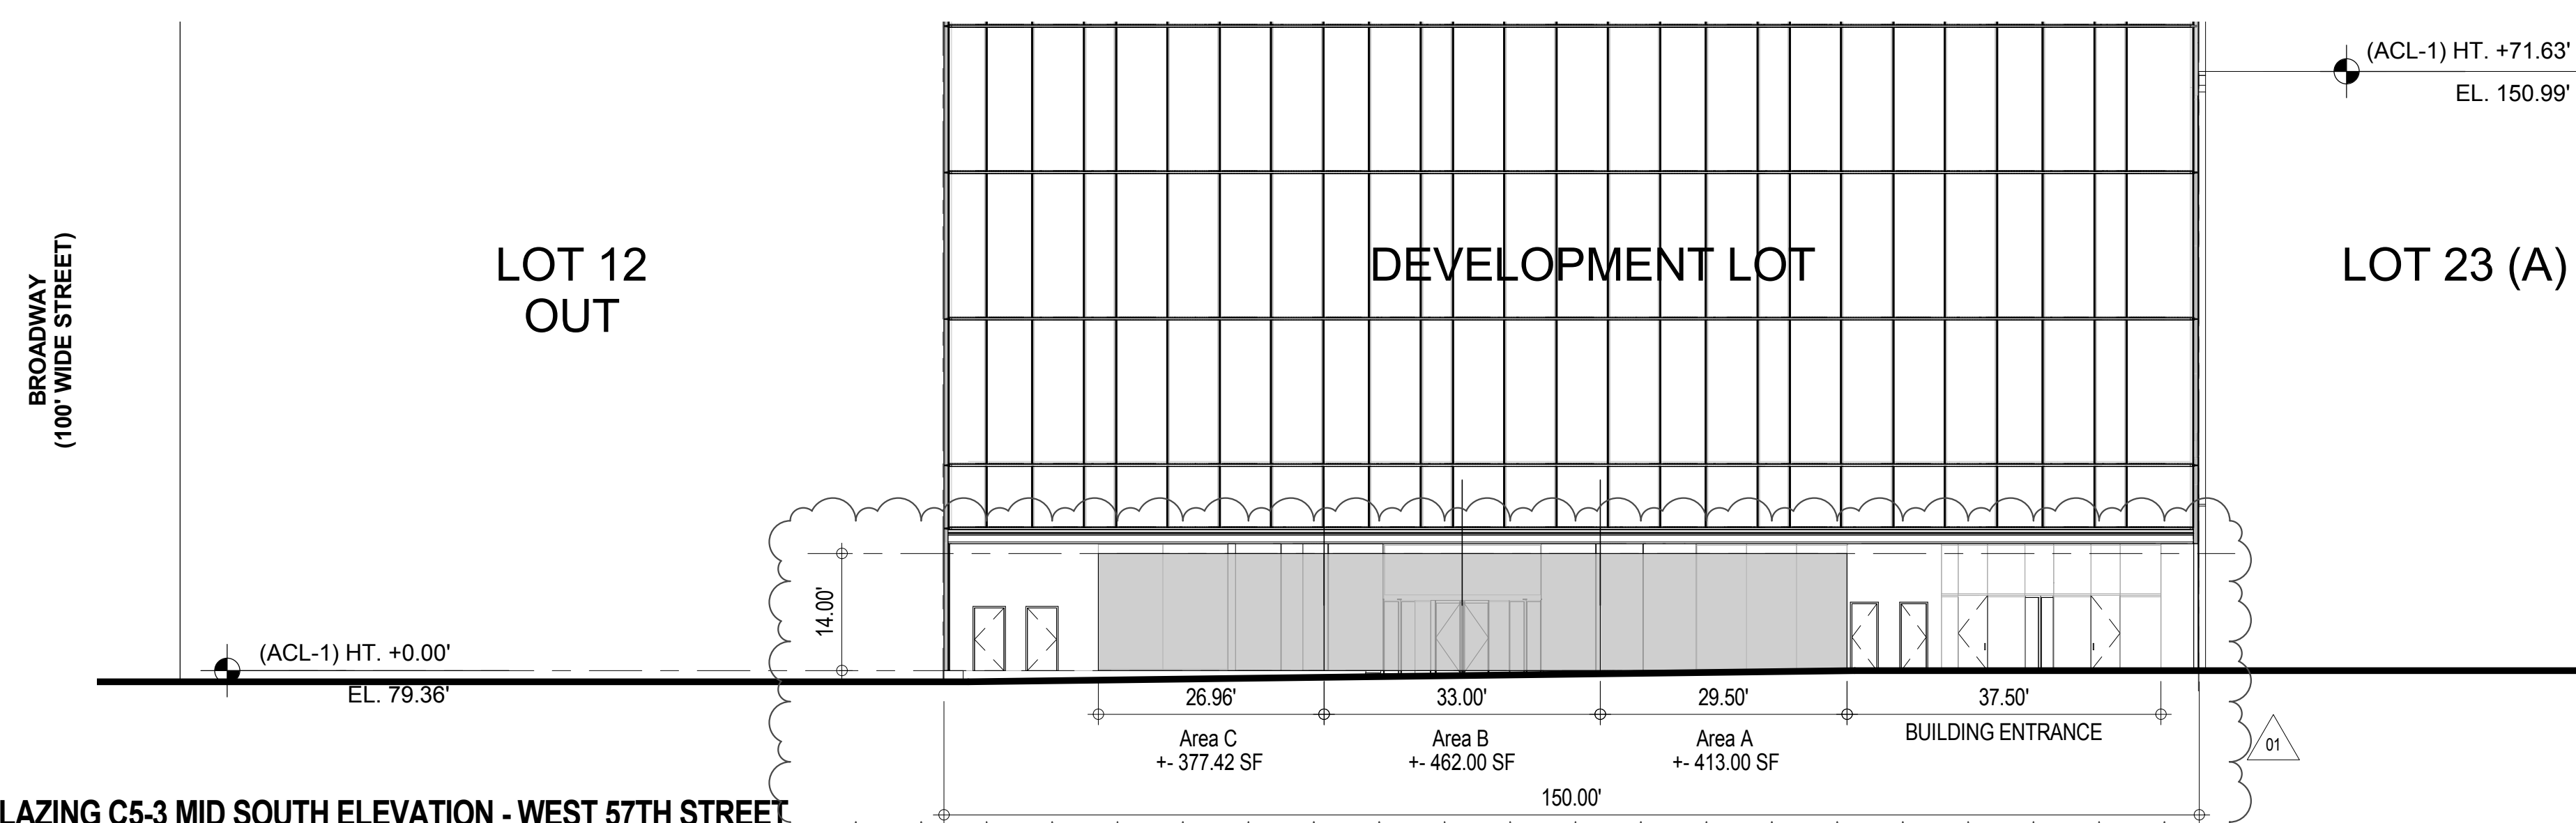 (ACL-1) HT. +71.63'
EL. 150.99'
BROADWAY
(100' WIDE STREET)
LOT 12
OUT
DEVELOPMENT LOT
LOT 23 (A)
14.00'
(ACL-1) HT. +0.00'
EL. 79.36'
26.96'
33.00'
29.50'
37.50'
Area C
+- 377.42 SF
Area B
+- 462.00 SF
Area A
+- 413.00 SF
BUILDING ENTRANCE
01
150.00'
LAZING C5-3 MID SOUTH ELEVATION - WEST 57TH STREET